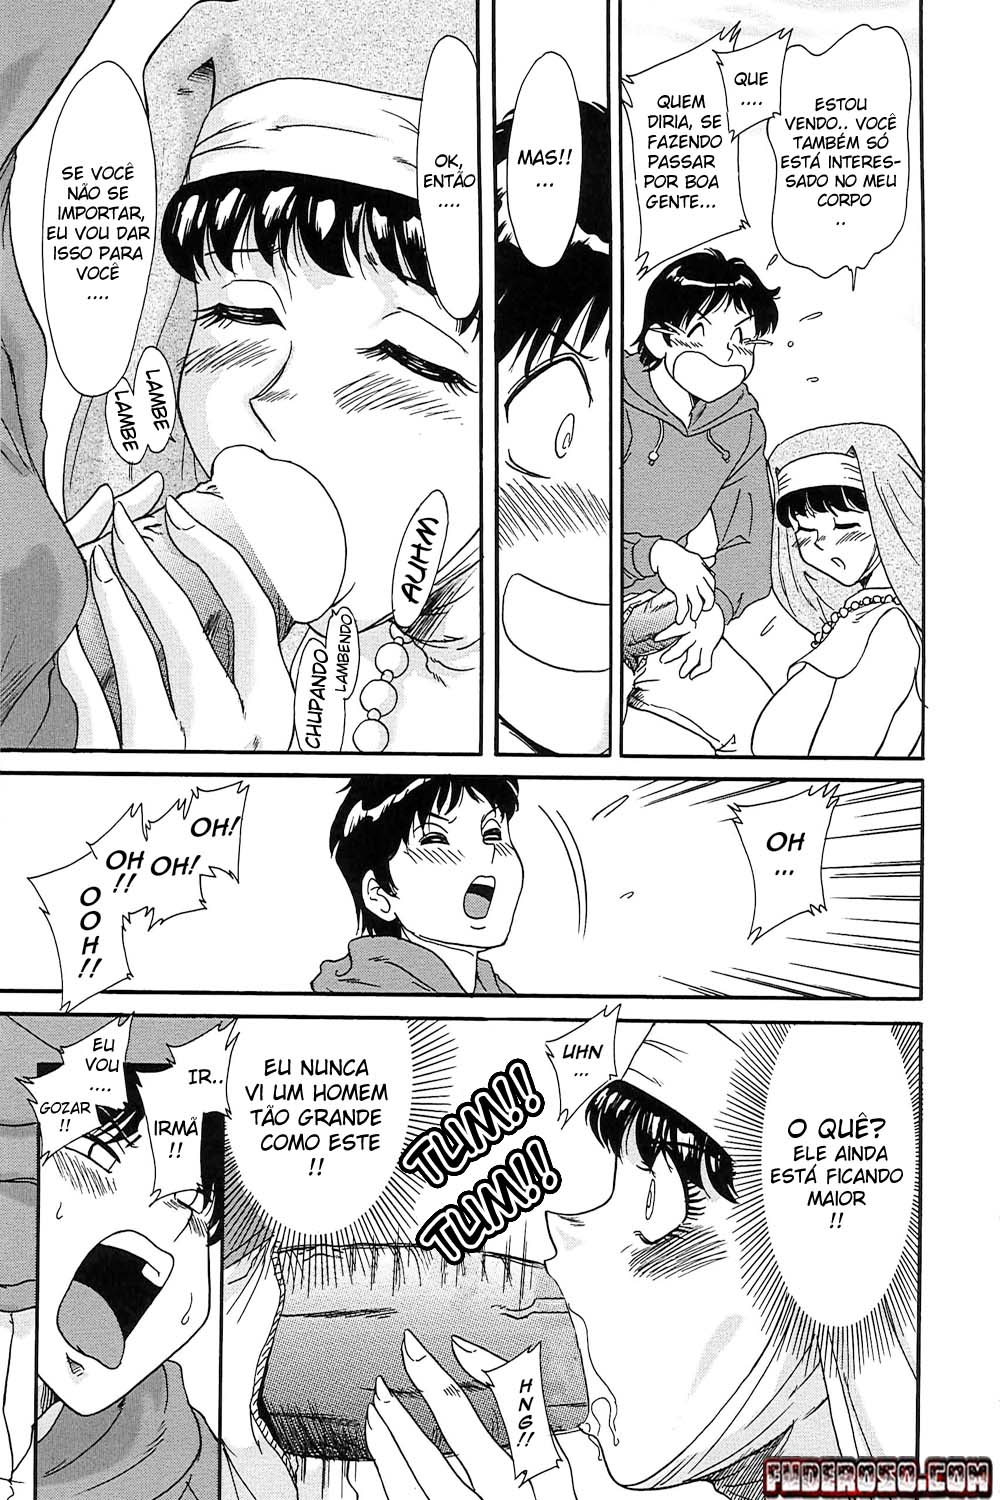 ESTOU
VENDO.. VOCÊ
TAMBÉM SÓ
ESTÁ INTERES-
SADO NO MEU
CORPO
..
QUE
....
QUEM
DIRIA, SE
FAZENDO
PASSAR
POR BOA
GENTE...
MAS!!
...
OK,
ENTÃO
....
SE VOCÊ
NÃO SE
IMPORTAR,
EU VOU DAR
ISSO PARA
VOCÊ
....
LAMBE
LAMBE
AUHM
LAMBENDO
CHUPANDO
OH
...
OH!
OH!
OH
!!
OOH!!
O QUÊ?
ELE AINDA
ESTÁ FICANDO
MAIOR
!!
UHN
...
TUM!!
TUM!!
HNG!!
EU NUNCA
VI UM HOMEM
TÃO GRANDE
COMO ESTE
!!
IR..
IRMÃ
!!
EU
VOU
....
GOZAR
!!
FUDEROSO.COM